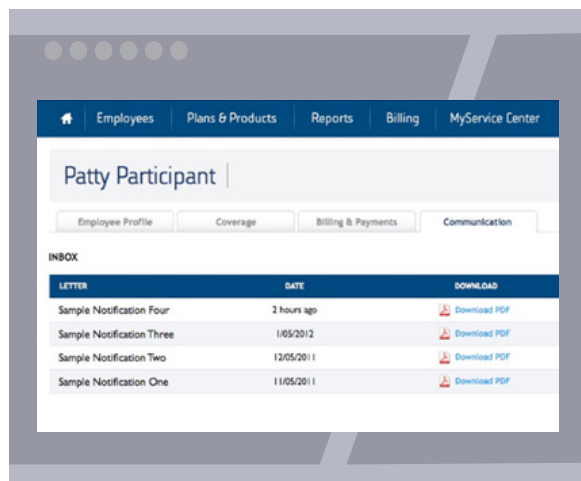 Employees Plans & Products Reports Billing MyService Center
Patty Participant
Employee Profile Coverage Billing & Payments Communication
INBOX
LETTER DATE DOWNLOAD
Sample Notification Four 2 hours ago Download PDF
Sample Notification Three 1/05/2012 Download PDF
Sample Notification Two 12/05/2011 Download PDF
Sample Notification One 11/05/2011 Download PDF